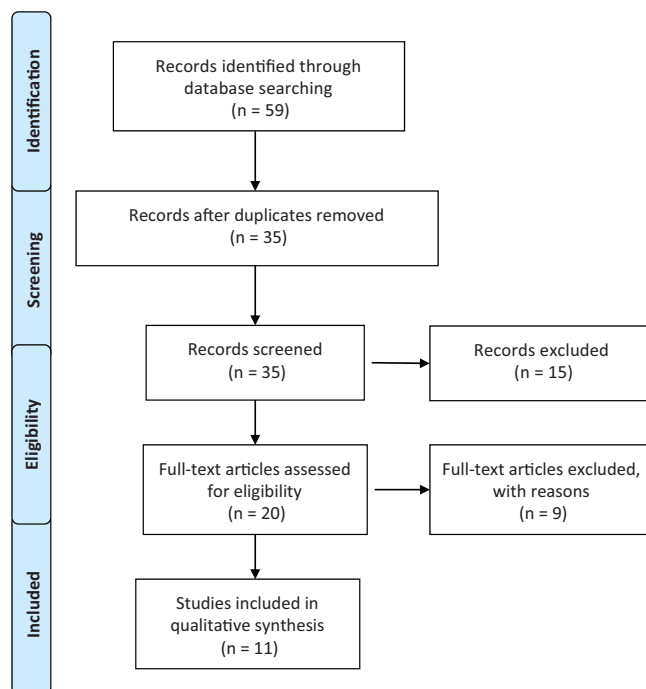 Identification
Records identified through
database searching
(n = 59)
Screening
Records after duplicates removed
(n = 35)
Records screened
(n = 35)
Records excluded
(n = 15)
Eligibility
Full-text articles assessed
for eligibility
(n = 20)
Full-text articles excluded,
with reasons
(n = 9)
Included
Studies included in
qualitative synthesis
(n = 11)